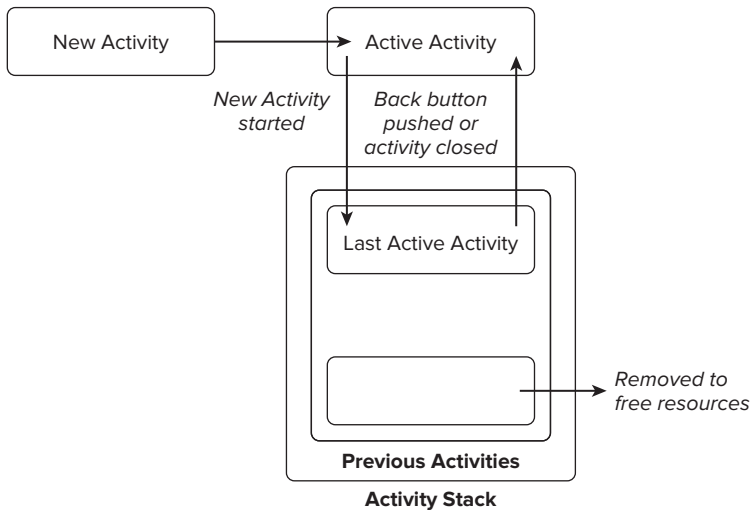 New Activity
Active Activity
New Activity
started
Back button
pushed or
activity closed
Last Active Activity
Removed to
free resources
Previous Activities
Activity Stack